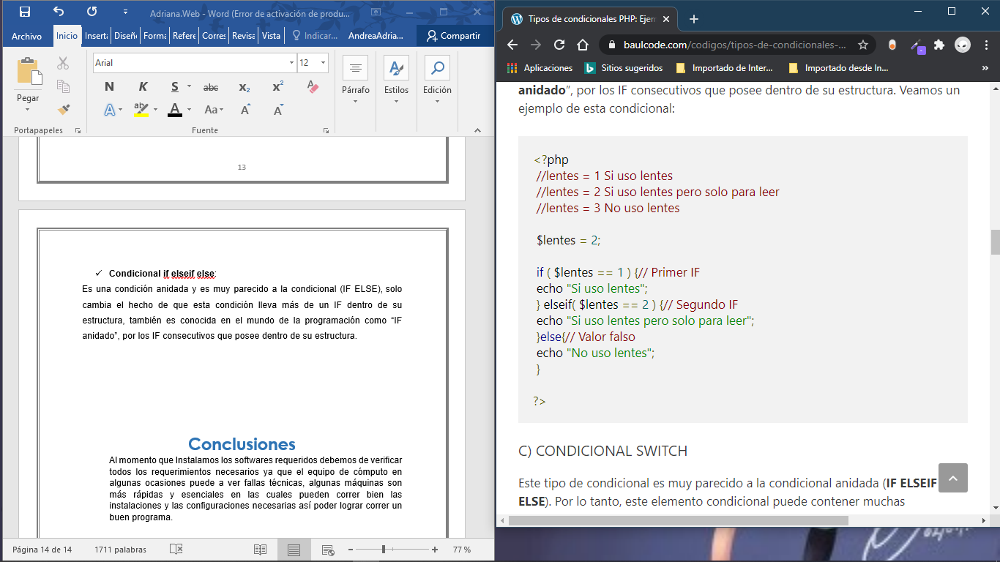 Adriana.Web - Word (Error de activación de produ...
Archivo Inicio Inserta Diseño Forma Refere Corres Revisa Vista Indicar... AndreaAdria... Compartir
Pegar
Arial 12
N K S abc x₂ x²
A ab A Aa A A
Párrafo Estilos Edición
Portapapeles Fuente
13
✓ Condicional if elseif else:
Es una condición anidada y es muy parecido a la condicional (IF ELSE), solo
cambia el hecho de que esta condición lleva más de un IF dentro de su
estructura, también es conocida en el mundo de la programación como “IF
anidado”, por los IF consecutivos que posee dentro de su estructura.
Conclusiones
Al momento que Instalamos los softwares requeridos debemos de verificar
todos los requerimientos necesarios ya que el equipo de cómputo en
algunas ocasiones puede a ver fallas técnicas, algunas máquinas son
más rápidas y esenciales en las cuales pueden correr bien las
instalaciones y las configuraciones necesarias así poder lograr correr un
buen programa.
Página 14 de 14 1711 palabras 77 %
Tipos de condicionales PHP: Ejem
baulcode.com/codigos/tipos-de-condicionales-...
Aplicaciones Sitios sugeridos Importado de Inter... Importado desde In... »
anidado”, por los IF consecutivos que posee dentro de su estructura. Veamos un
ejemplo de esta condicional:
<?php
//lentes = 1 Si uso lentes
//lentes = 2 Si uso lentes pero solo para leer
//lentes = 3 No uso lentes
$lentes = 2;
if ( $lentes == 1 ) {// Primer IF
echo "Si uso lentes";
} elseif( $lentes == 2 ) {// Segundo IF
echo "Si uso lentes pero solo para leer";
}else{// Valor falso
echo "No uso lentes";
}
?>
C) CONDICIONAL SWITCH
Este tipo de condicional es muy parecido a la condicional anidada (IF ELSEIF
ELSE). Por lo tanto, este elemento condicional puede contener muchas